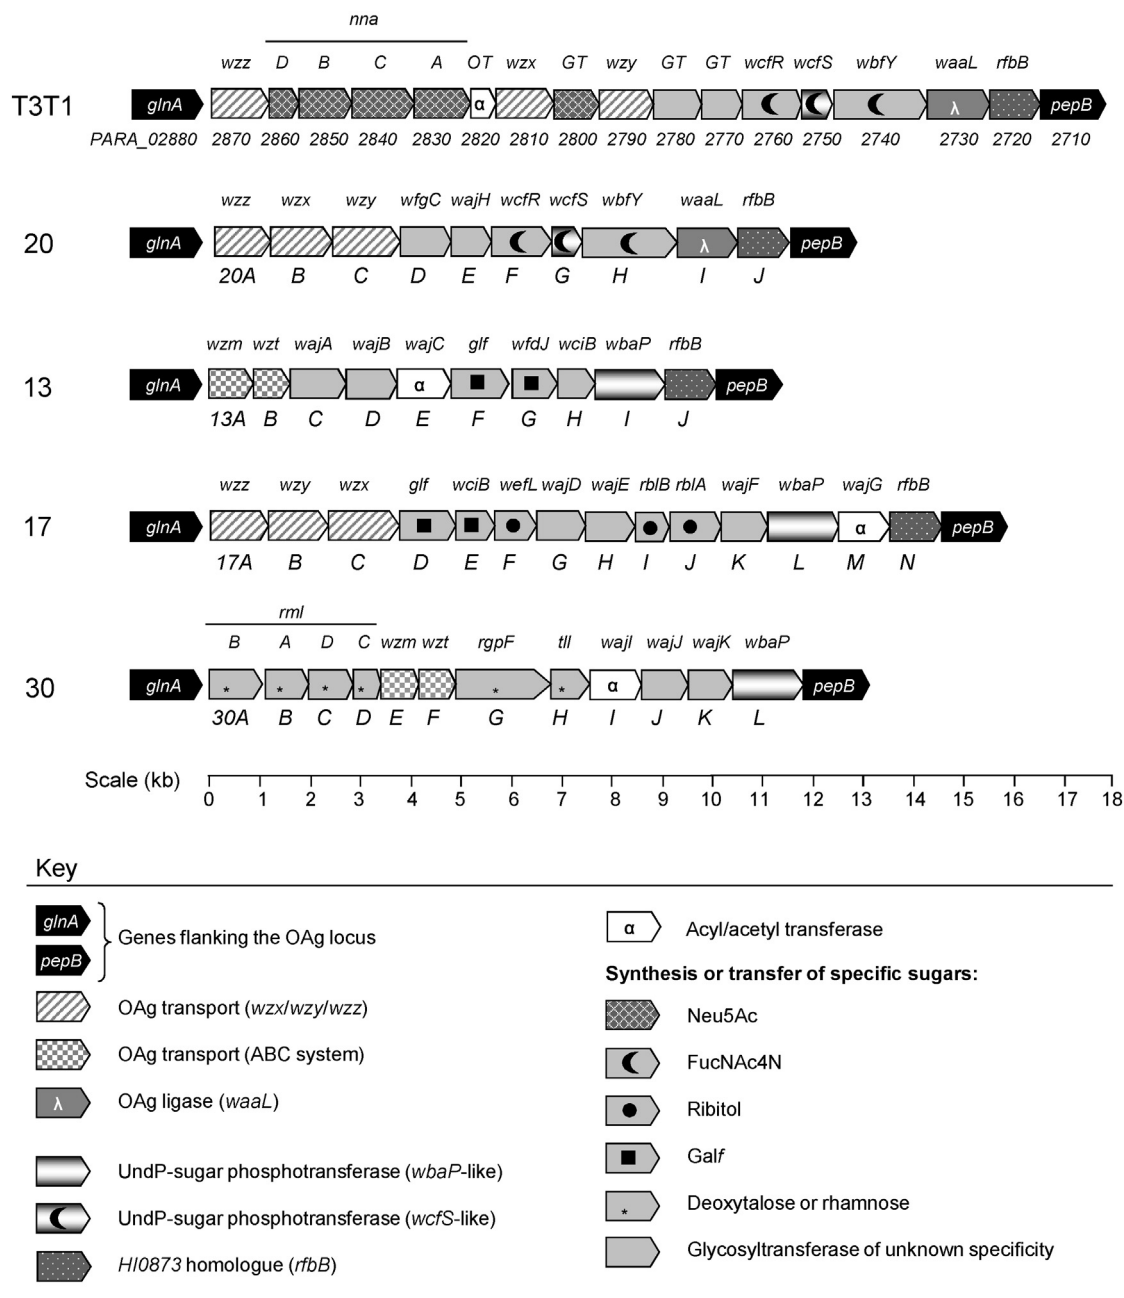 nna
wzz D B C A OT wzx GT wzy GT GT wcfR wcfS wbfY waaL rfbB
T3T1 glnA α λ pepB
PARA_02880 2870 2860 2850 2840 2830 2820 2810 2800 2790 2780 2770 2760 2750 2740 2730 2720 2710
wzz wzx wzy wfgC wajH wcfR wcfS wbfY waaL rfbB
20 glnA λ pepB
20A B C D E F G H I J
wzm wzt wajA wajB wajC glf wfdJ wciB wbaP rfbB
13 glnA α pepB
13A B C D E F G H I J
wzz wzy wzx glf wciB wefL wajD wajE rblB rblA wajF wbaP wajG rfbB
17 glnA α pepB
17A B C D E F G H I J K L M N
rml
B A D C wzm wzt rgpF tll wajI wajJ wajK wbaP
30 glnA * * * * * * α pepB
30A B C D E F G H I J K L
Scale (kb)
0 1 2 3 4 5 6 7 8 9 10 11 12 13 14 15 16 17 18
Key
glnA
pepB
Genes flanking the OAg locus
OAg transport (wzx/wzy/wzz)
OAg transport (ABC system)
λ OAg ligase (waaL)
UndP-sugar phosphotransferase (wbaP-like)
UndP-sugar phosphotransferase (wcfS-like)
HI0873 homologue (rfbB)
α Acyl/acetyl transferase
Synthesis or transfer of specific sugars:
Neu5Ac
FucNAc4N
Ribitol
Galf
* Deoxytalose or rhamnose
Glycosyltransferase of unknown specificity